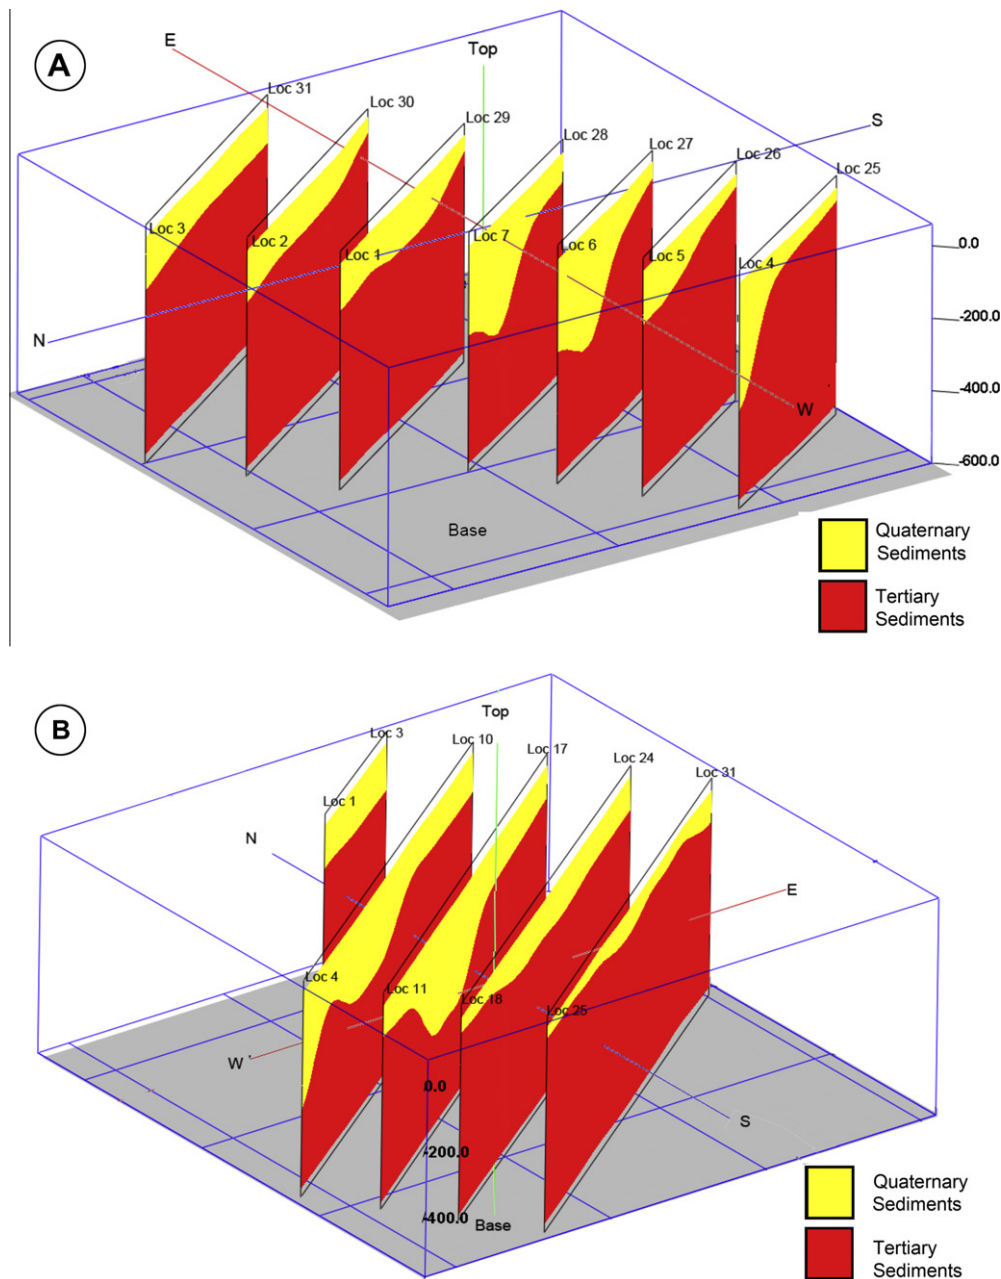 A
E
Top
Loc 31
Loc 30
Loc 29
S
Loc 28
Loc 27
Loc 26
Loc 25
Loc 3
Loc 2
Loc 1
Loc 7
Loc 6
Loc 5
Loc 4
0.0
-200.0
N
-400.0
W
-600.0
Base
Quaternary
Sediments
Tertiary
Sediments
B
Top
Loc 3
Loc 10
Loc 17
Loc 24
Loc 31
Loc 1
N
E
Loc 4
Loc 11
Loc 18
Loc 25
W
0.0
S
-200.0
-400.0
Base
Quaternary
Sediments
Tertiary
Sediments